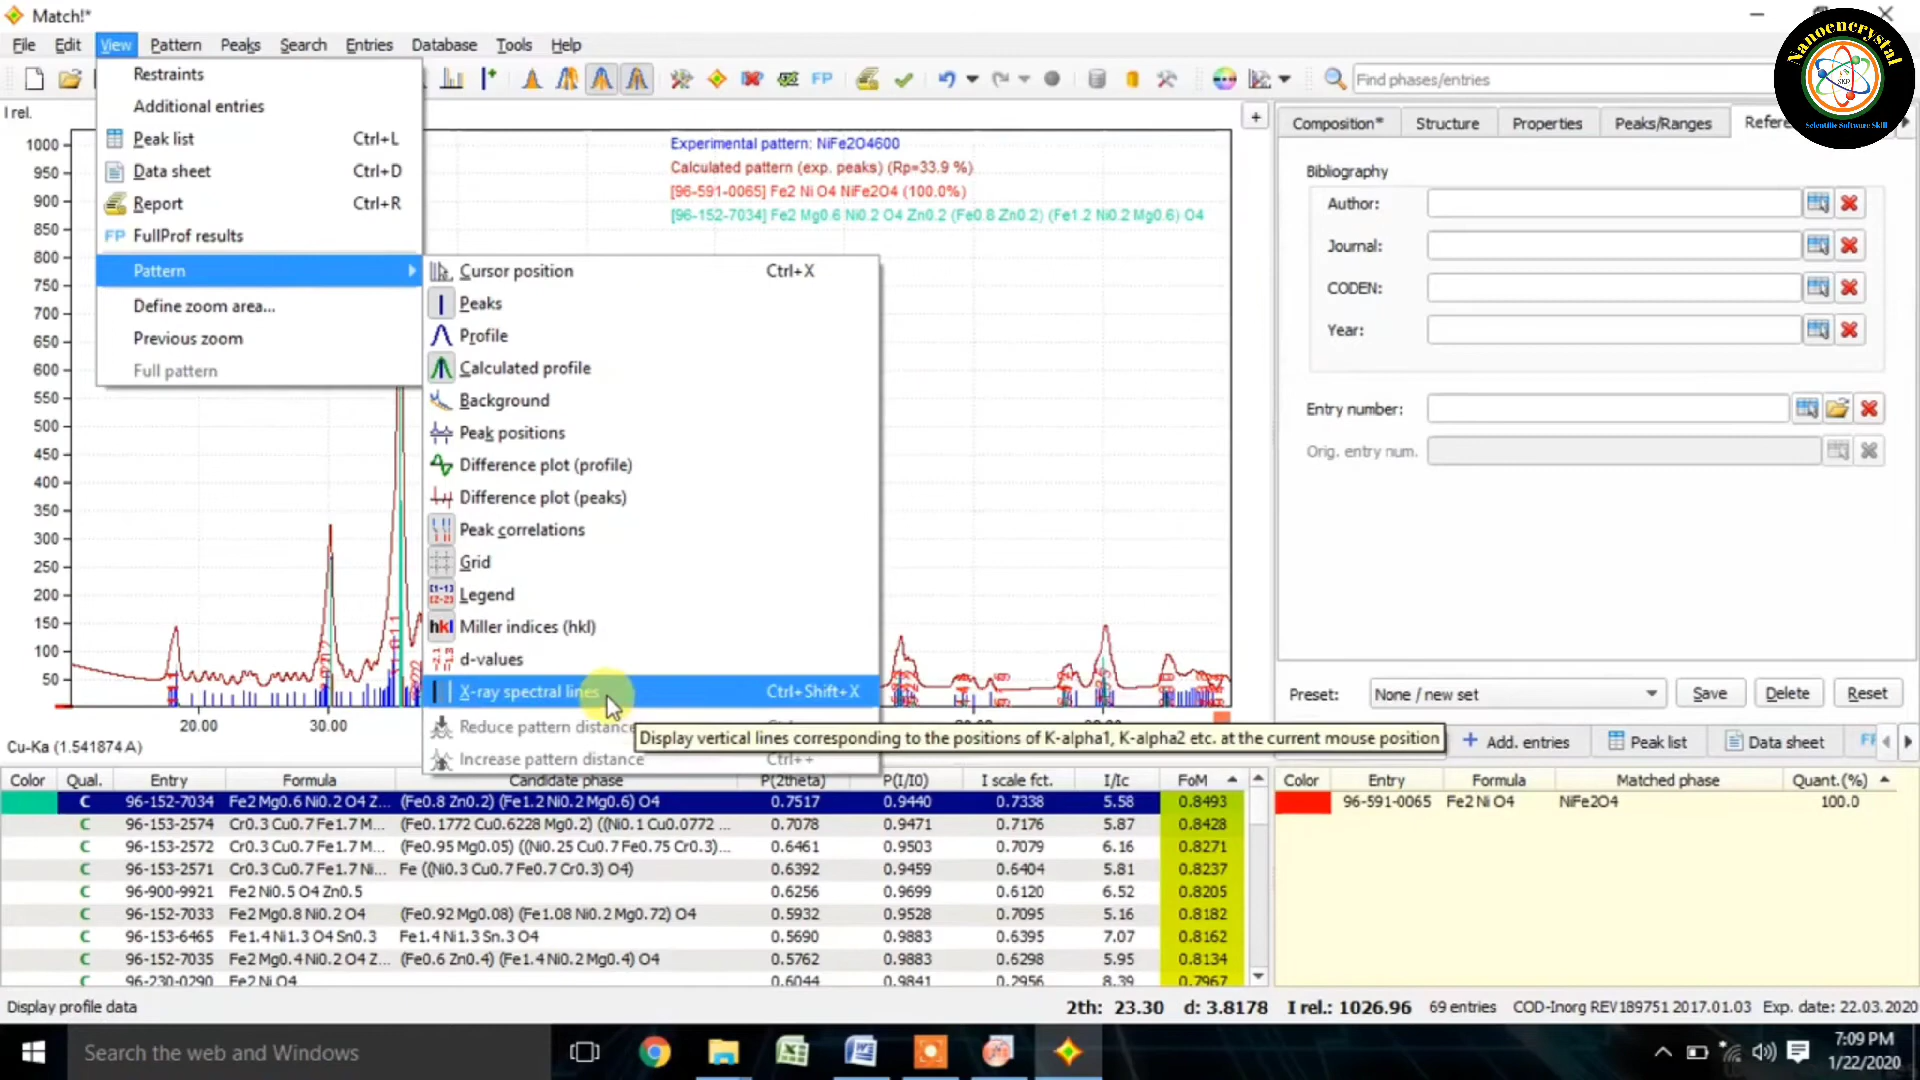 Match!*
File Edit View Pattern Peaks Search Entries Database Tools Help
Find phases/entries
FP
Nanoencrystal
SKP
Scientific Software Skill
Restraints
Additional entries
Peak list Ctrl+L
Data sheet Ctrl+D
Report Ctrl+R
FP FullProf results
Pattern
Define zoom area...
Previous zoom
Full pattern
Cursor position Ctrl+X
Peaks
Profile
Calculated profile
Background
Peak positions
Difference plot (profile)
Difference plot (peaks)
Peak correlations
Grid
Legend
hkl Miller indices (hkl)
d-values
X-ray spectral lines Ctrl+Shift+X
Reduce pattern distance
Increase pattern distance Ctrl++
Display vertical lines corresponding to the positions of K-alpha1, K-alpha2 etc. at the current mouse position
I rel.
Experimental pattern: NiFe2O4600
Calculated pattern (exp. peaks) (Rp=33.9 %)
[96-591-0065] Fe2 Ni O4 NiFe2O4 (100.0%)
[96-152-7034] Fe2 Mg0.6 Ni0.2 O4 Zn0.2 (Fe0.8 Zn0.2) (Fe1.2 Ni0.2 Mg0.6) O4
1000
950
900
850
800
750
700
650
600
550
500
450
400
350
300
250
200
150
100
50
20.00 30.00
Cu-Ka (1.541874 A)
Composition* Structure Properties Peaks/Ranges
Bibliography
Author:
Journal:
CODEN:
Year:
Entry number:
Orig. entry num.
Preset: None / new set Save Delete Reset
Add. entries Peak list Data sheet
Color Qual. Entry Formula Candidate phase P(2theta) P(I/I0) I scale fct. I/Ic FoM
C 96-152-7034 Fe2 Mg0.6 Ni0.2 O4 Z... (Fe0.8 Zn0.2) (Fe1.2 Ni0.2 Mg0.6) O4 0.7517 0.9440 0.7338 5.58 0.8493
C 96-153-2574 Cr0.3 Cu0.7 Fe1.7 M... (Fe0.1772 Cu0.6228 Mg0.2) ((Ni0.1 Cu0.0772 ... 0.7078 0.9471 0.7176 5.87 0.8428
C 96-153-2572 Cr0.3 Cu0.7 Fe1.7 M... (Fe0.95 Mg0.05) ((Ni0.25 Cu0.7 Fe0.75 Cr0.3)... 0.6461 0.9503 0.7079 6.16 0.8271
C 96-153-2571 Cr0.3 Cu0.7 Fe1.7 Ni... Fe ((Ni0.3 Cu0.7 Fe0.7 Cr0.3) O4) 0.6392 0.9459 0.6404 5.81 0.8237
C 96-900-9921 Fe2 Ni0.5 O4 Zn0.5 0.6256 0.9699 0.6120 6.52 0.8205
C 96-152-7033 Fe2 Mg0.8 Ni0.2 O4 (Fe0.92 Mg0.08) (Fe1.08 Ni0.2 Mg0.72) O4 0.5932 0.9528 0.7095 5.16 0.8182
C 96-153-6465 Fe1.4 Ni1.3 O4 Sn0.3 Fe1.4 Ni1.3 Sn.3 O4 0.5690 0.9883 0.6395 7.07 0.8162
C 96-152-7035 Fe2 Mg0.4 Ni0.2 O4 Z... (Fe0.6 Zn0.4) (Fe1.4 Ni0.2 Mg0.4) O4 0.5762 0.9883 0.6298 5.95 0.8134
C 96-230-0290 Fe2 Ni O4 0.6044 0.9841 0.2956 8.39 0.7967
Color Entry Formula Matched phase Quant.(%)
96-591-0065 Fe2 Ni O4 NiFe2O4 100.0
Display profile data 2th: 23.30 d: 3.8178 I rel.: 1026.96 69 entries COD-Inorg REV189751 2017.01.03 Exp. date: 22.03.2020
Search the web and Windows
7:09 PM
1/22/2020